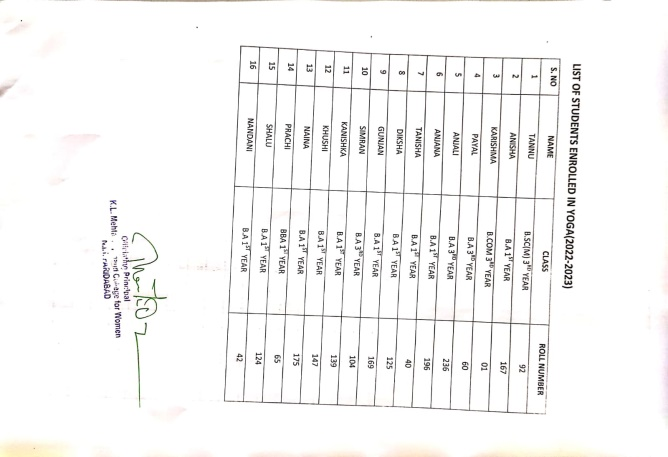 LIST OF STUDENTS ENROLLED IN YOGA(2022-2023)
S. NO NAME CLASS ROLL NUMBER
1 TANNU B.SC(M) 3RD YEAR 92
2 ANISHA B.A 1ST YEAR 167
3 KARISHMA B.COM 3RD YEAR 01
4 PAYAL B.A 3RD YEAR 60
5 ANJALI B.A 3RD YEAR 236
6 ANJANA B.A 1ST YEAR 196
7 TANISHA B.A 1ST YEAR 40
8 DIKSHA B.A 1ST YEAR 125
9 GUNJAN B.A 1ST YEAR 169
10 SIMRAN B.A 3RD YEAR 104
11 KANISHKA B.A 1ST YEAR 139
12 KHUSHI B.A 1ST YEAR 147
13 NAINA B.A 1ST YEAR 175
14 PRACHI BBA 1ST YEAR 65
15 SHALU B.A 1ST YEAR 124
16 NANDANI B.A 1ST YEAR 42
Principal
K.L. Mehta College for Women
FARIDABAD